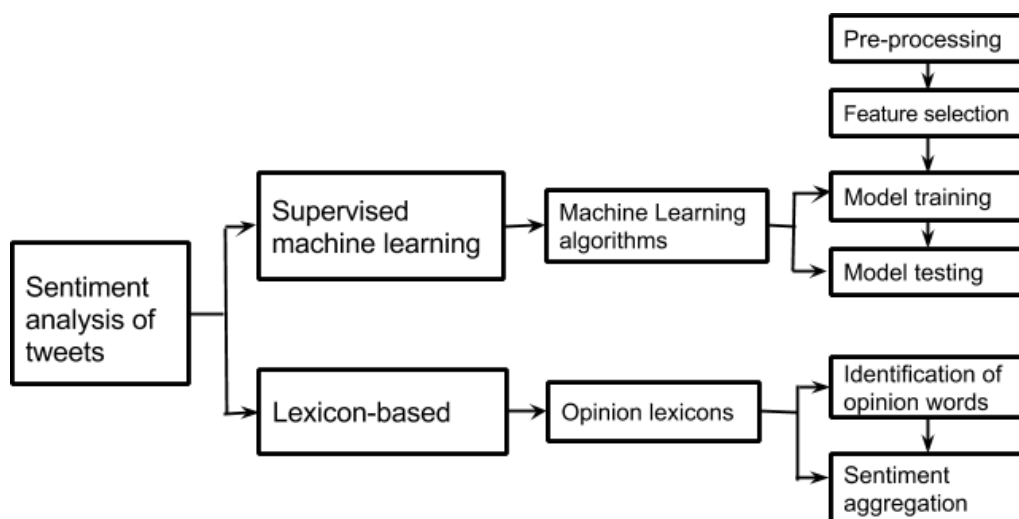 Pre-processing
Feature selection
Supervised
machine learning
Machine Learning
algorithms
Model training
Model testing
Sentiment
analysis of
tweets
Lexicon-based
Opinion lexicons
Identification of
opinion words
Sentiment
aggregation